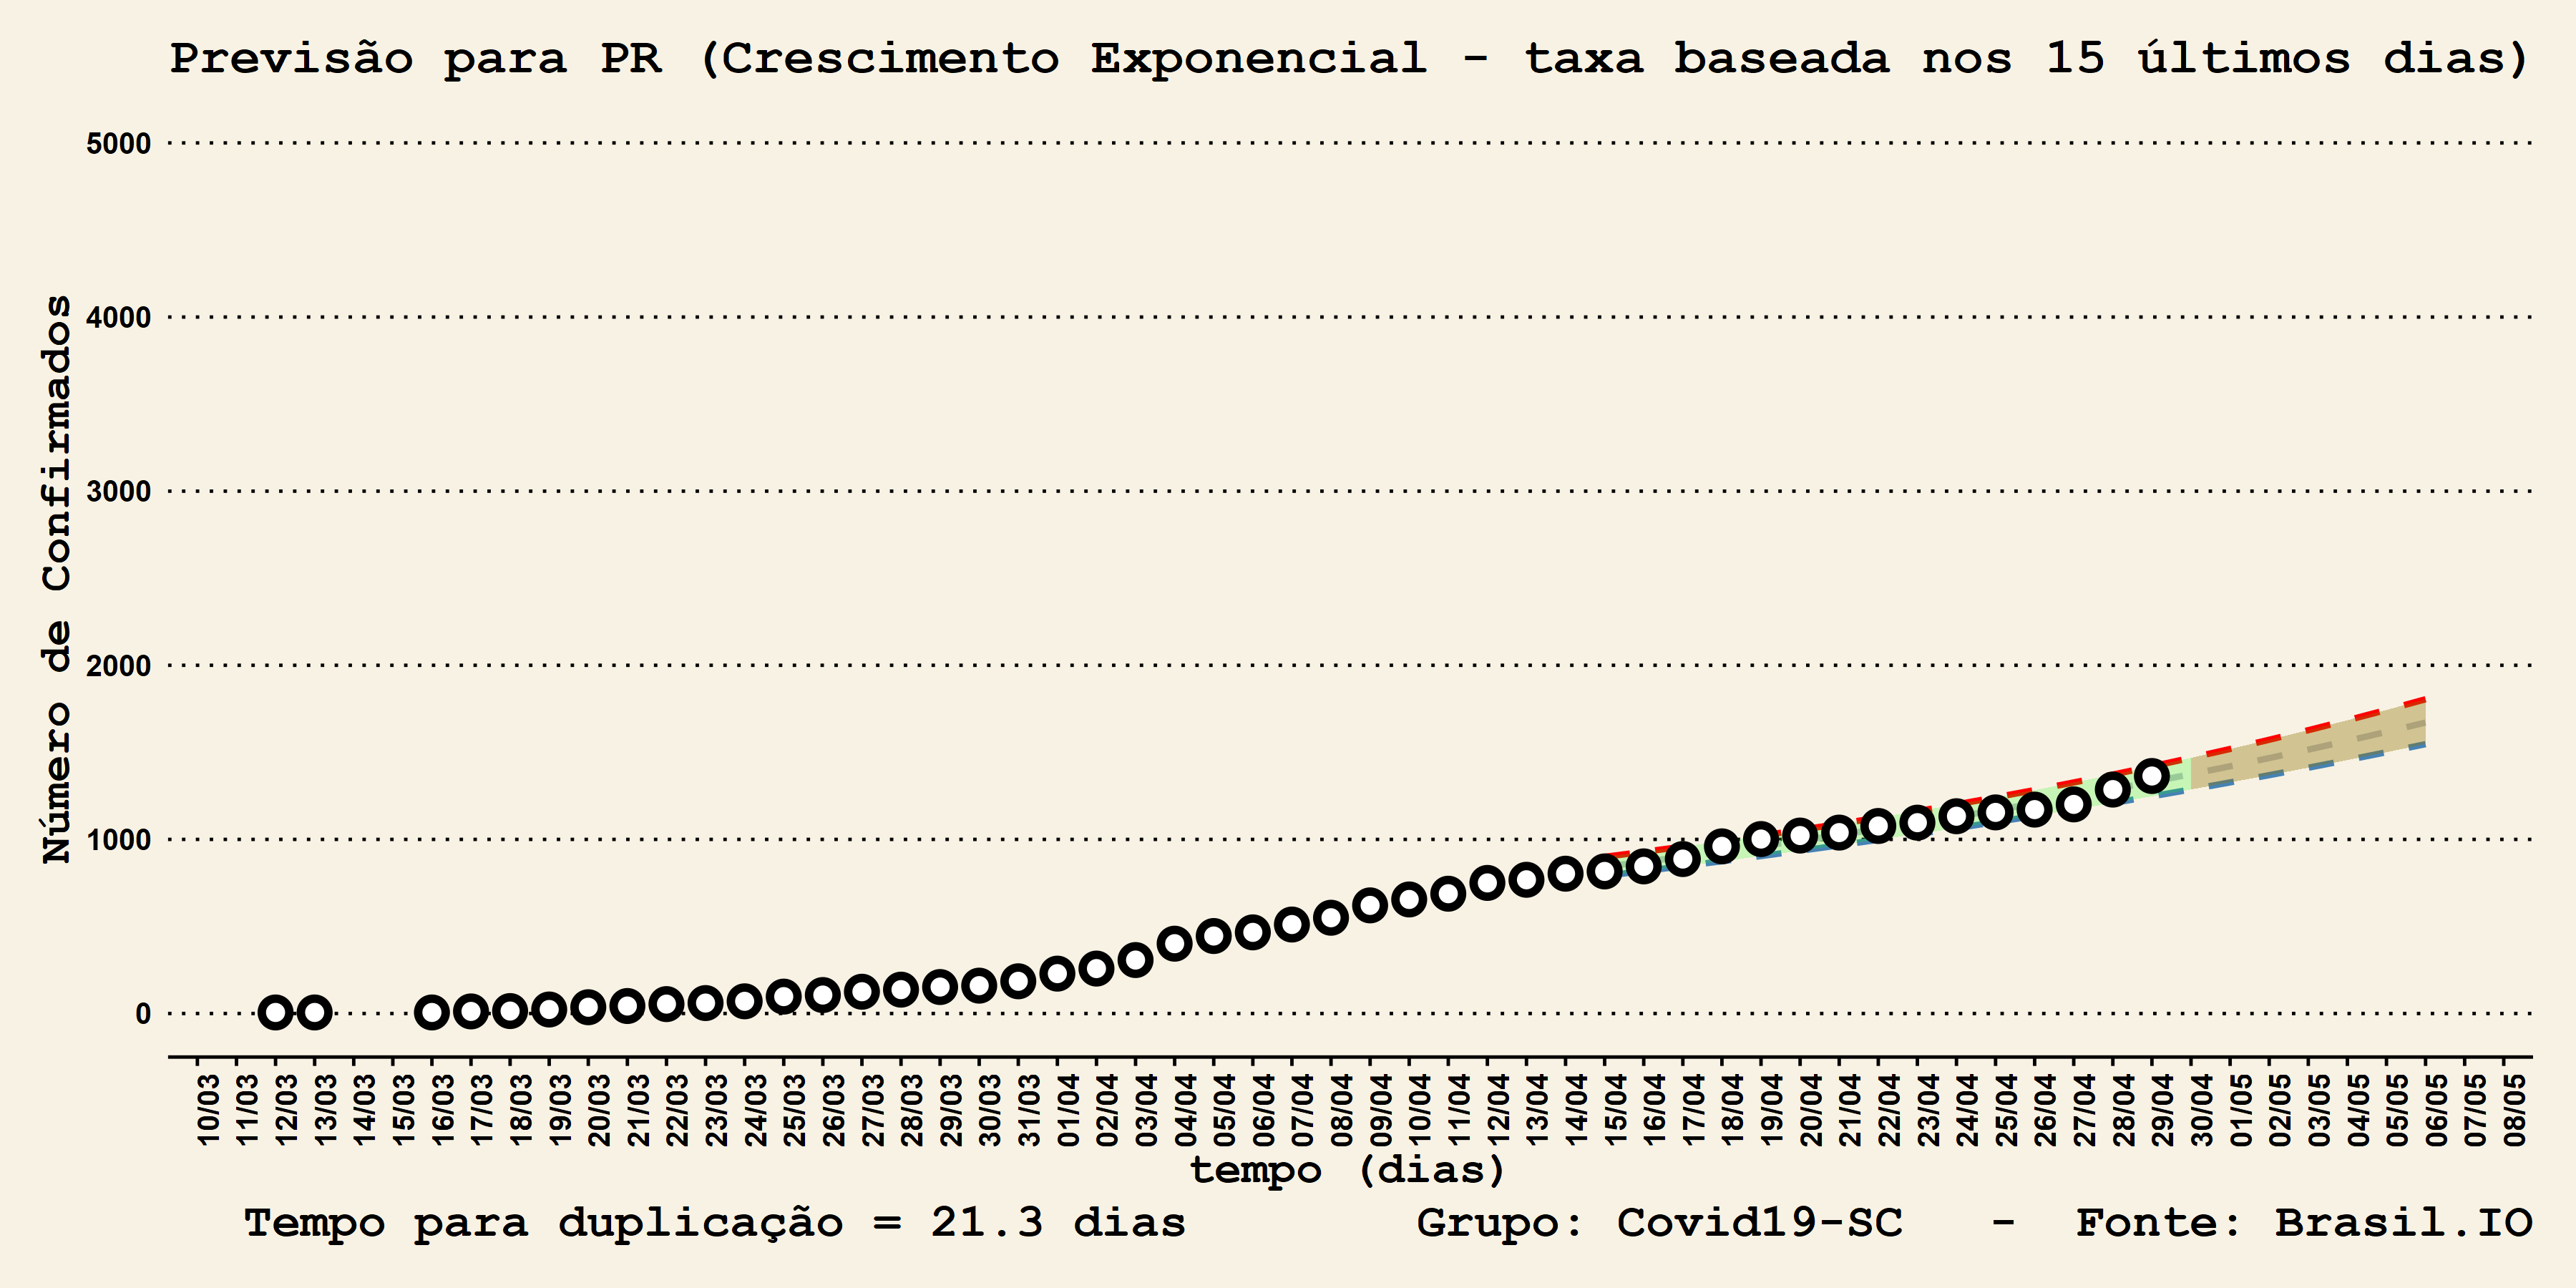 Previsão para PR (Crescimento Exponencial - taxa baseada nos 15 últimos dias)
Número de Confirmados
5000
4000
3000
2000
1000
0
10/03 11/03 12/03 13/03 14/03 15/03 16/03 17/03 18/03 19/03 20/03 21/03 22/03 23/03 24/03 25/03 26/03 27/03 28/03 29/03 30/03 31/03 01/04 02/04 03/04 04/04 05/04 06/04 07/04 08/04 09/04 10/04 11/04 12/04 13/04 14/04 15/04 16/04 17/04 18/04 19/04 20/04 21/04 22/04 23/04 24/04 25/04 26/04 27/04 28/04 29/04 30/04 01/05 02/05 03/05 04/05 05/05 06/05 07/05 08/05
tempo (dias)
Tempo para duplicação = 21.3 dias Grupo: Covid19-SC - Fonte: Brasil.IO